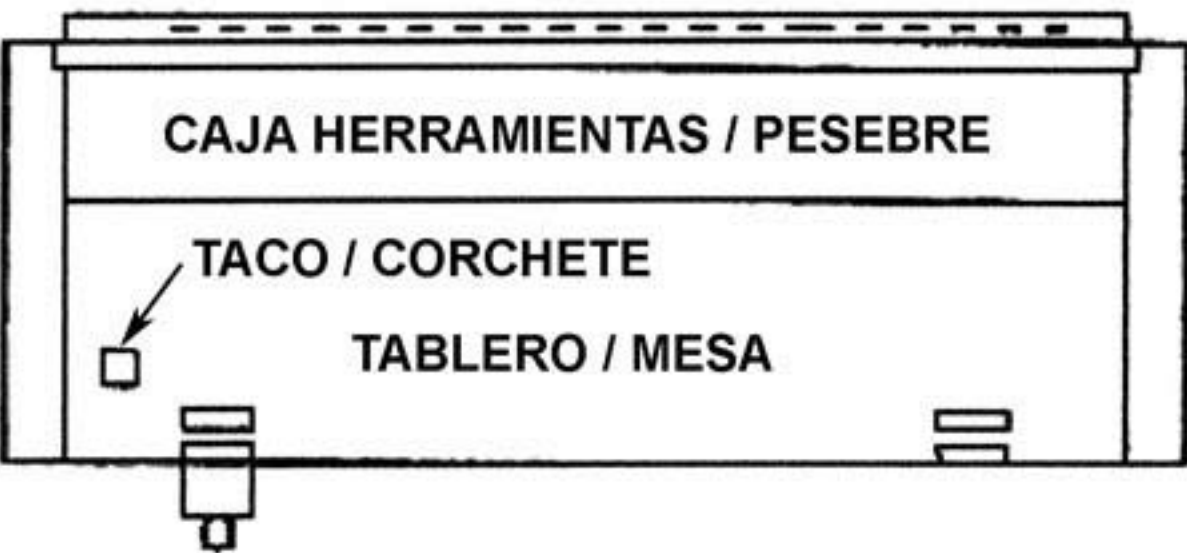 CAJA HERRAMIENTAS / PESEBRE
TACO / CORCHETE
TABLERO / MESA